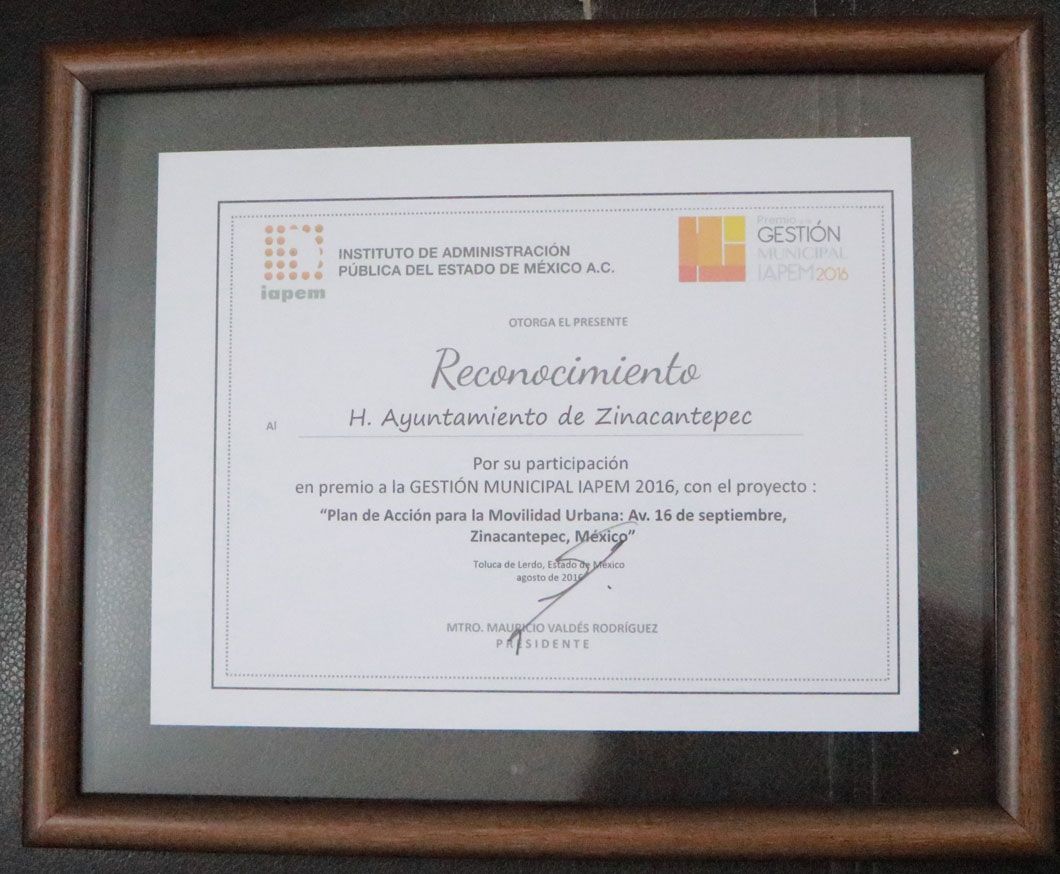 iapem
INSTITUTO DE ADMINISTRACIÓN
PÚBLICA DEL ESTADO DE MÉXICO A.C.
Premio a la
GESTIÓN
MUNICIPAL
IAPEM2016
OTORGA EL PRESENTE
Reconocimiento
Al H. Ayuntamiento de Zinacantepec
Por su participación
en premio a la GESTIÓN MUNICIPAL IAPEM 2016, con el proyecto :
“Plan de Acción para la Movilidad Urbana: Av. 16 de septiembre,
Zinacantepec, México”
Toluca de Lerdo, Estado de México
agosto de 2016
MTRO. MAURICIO VALDÉS RODRÍGUEZ
PRESIDENTE